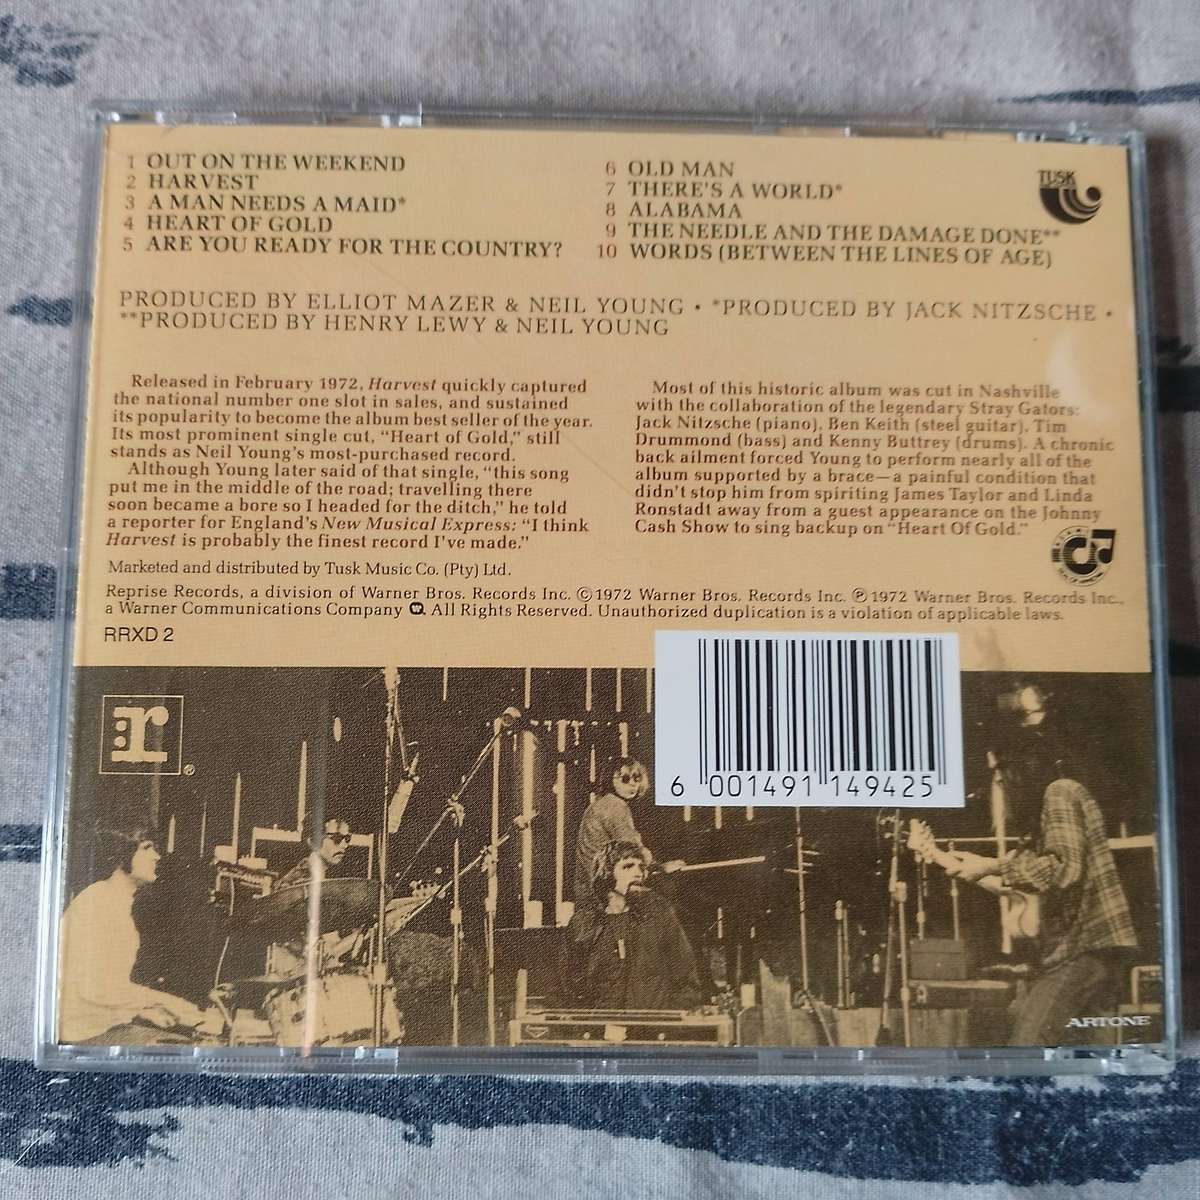 1 OUT ON THE WEEKEND
2 HARVEST
3 A MAN NEEDS A MAID*
4 HEART OF GOLD
5 ARE YOU READY FOR THE COUNTRY?
6 OLD MAN
7 THERE'S A WORLD*
8 ALABAMA
9 THE NEEDLE AND THE DAMAGE DONE**
10 WORDS (BETWEEN THE LINES OF AGE)
TUSK
PRODUCED BY ELLIOT MAZER & NEIL YOUNG • *PRODUCED BY JACK NITZSCHE •
**PRODUCED BY HENRY LEWY & NEIL YOUNG
Released in February 1972, Harvest quickly captured
the national number one slot in sales, and sustained
its popularity to become the album best seller of the year.
Its most prominent single cut, “Heart of Gold,” still
stands as Neil Young's most-purchased record.
Although Young later said of that single, “this song
put me in the middle of the road; travelling there
soon became a bore so I headed for the ditch,” he told
a reporter for England's New Musical Express: “I think
Harvest is probably the finest record I've made.”
Most of this historic album was cut in Nashville
with the collaboration of the legendary Stray Gators:
Jack Nitzsche (piano), Ben Keith (steel guitar), Tim
Drummond (bass) and Kenny Buttrey (drums). A chronic
back ailment forced Young to perform nearly all of the
album supported by a brace—a painful condition that
didn't stop him from spiriting James Taylor and Linda
Ronstadt away from a guest appearance on the Johnny
Cash Show to sing backup on “Heart Of Gold.”
Marketed and distributed by Tusk Music Co. (Pty) Ltd.
Reprise Records, a division of Warner Bros. Records Inc. ©1972 Warner Bros. Records Inc. ℗1972 Warner Bros. Records Inc.,
a Warner Communications Company. All Rights Reserved. Unauthorized duplication is a violation of applicable laws.
RRXD 2
:r®
6 001491 149425
ARTONE